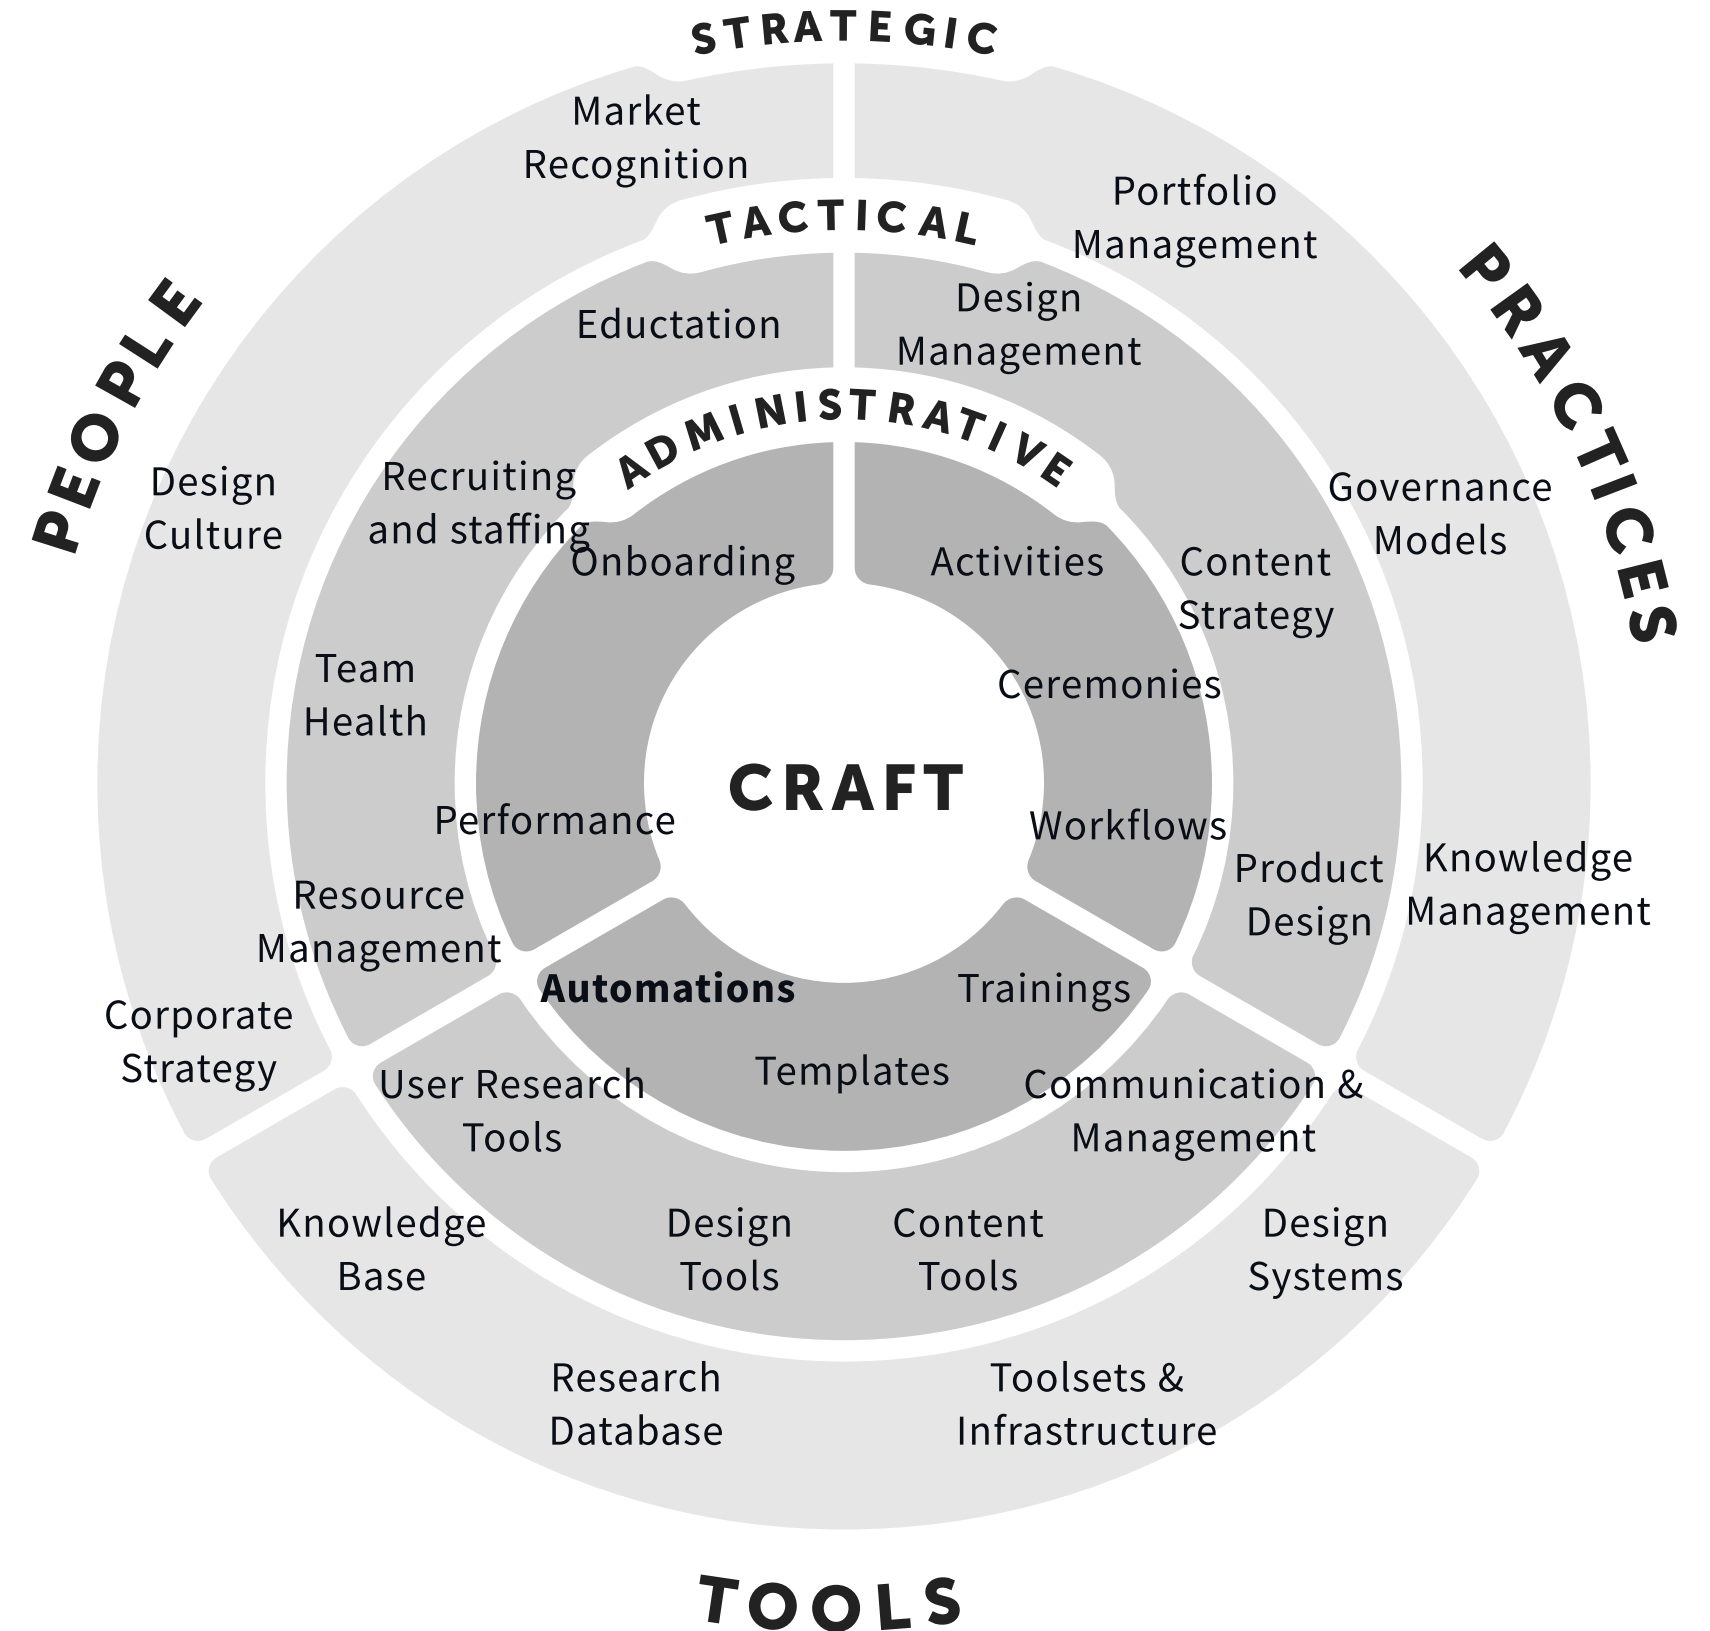 STRATEGIC
Market
Recognition
Portfolio
Management
TACTICAL
PEOPLE
PRACTICES
Eductation
Design
Management
ADMINISTRATIVE
Design
Culture
Recruiting
and staffing
Governance
Models
Onboarding
Activities
Content
Strategy
Team
Health
Ceremonies
CRAFT
Performance
Workflows
Product
Design
Knowledge
Management
Resource
Management
Automations
Trainings
Corporate
Strategy
Templates
User Research
Tools
Communication &
Management
Knowledge
Base
Design
Tools
Content
Tools
Design
Systems
Research
Database
Toolsets &
Infrastructure
TOOLS